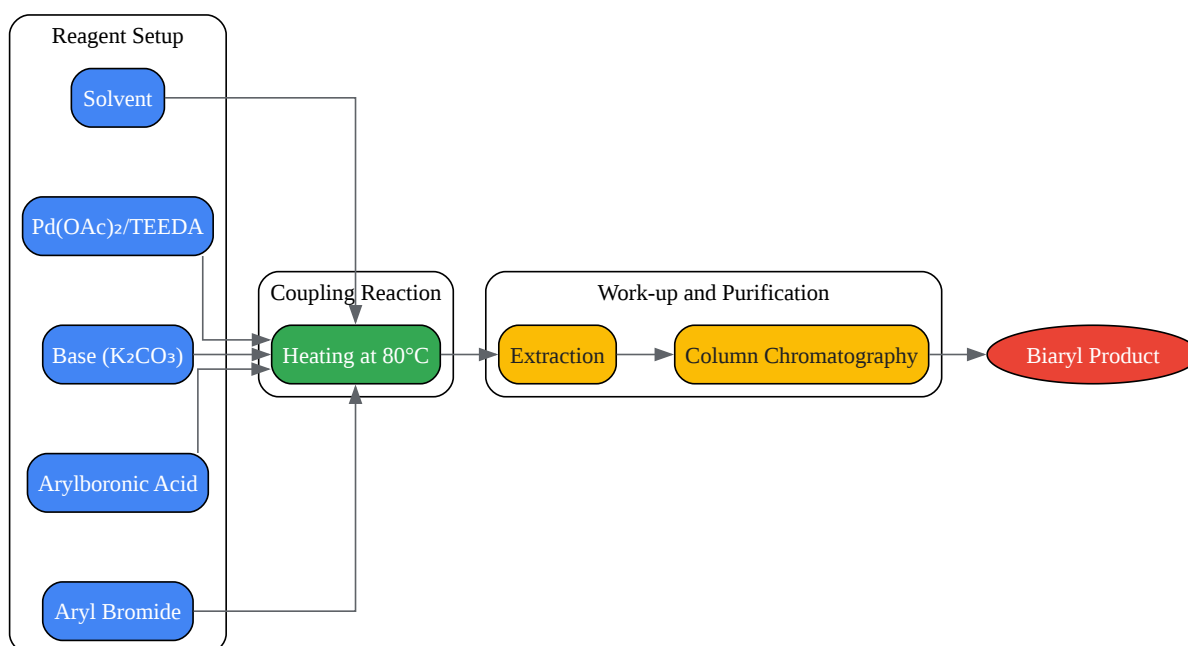 Reagent Setup
Solvent
Pd(OAc)₂/TEEDA
Base (K₂CO₃)
Arylboronic Acid
Aryl Bromide
Coupling Reaction
Heating at 80°C
Work-up and Purification
Extraction
Column Chromatography
Biaryl Product